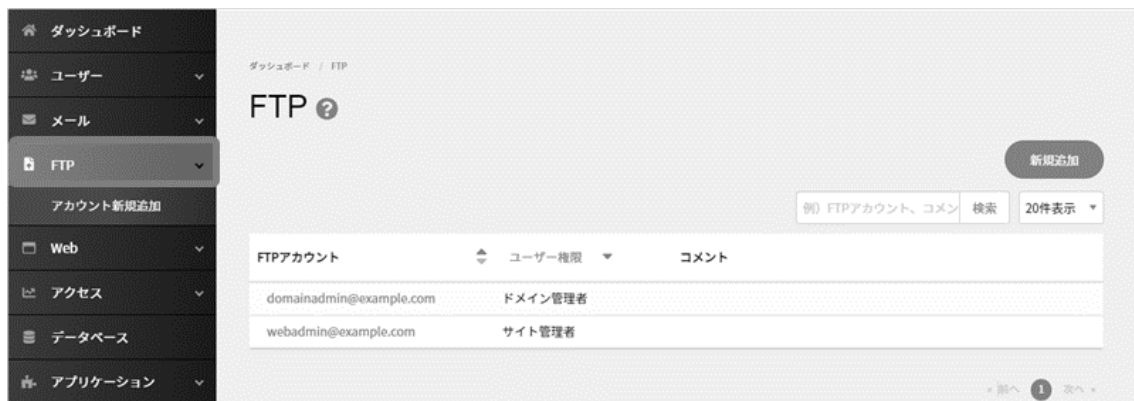 ダッシュボード
ユーザー
メール
FTP
アカウント新規追加
Web
アクセス
データベース
アプリケーション
ダッシュボード / FTP
FTP ?
新規追加
例）FTPアカウント、コメン 検索 20件表示
FTPアカウント ユーザー権限 コメント
domainadmin@example.com ドメイン管理者
webadmin@example.com サイト管理者
« 前へ 1 次へ »